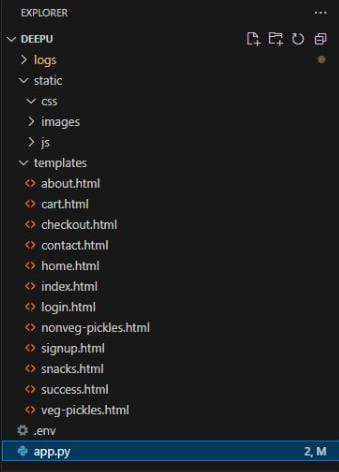 EXPLORER
DEEPU
logs
static
css
images
js
templates
about.html
cart.html
checkout.html
contact.html
home.html
index.html
login.html
nonveg-pickles.html
signup.html
snacks.html
success.html
veg-pickles.html
.env
app.py 2, M